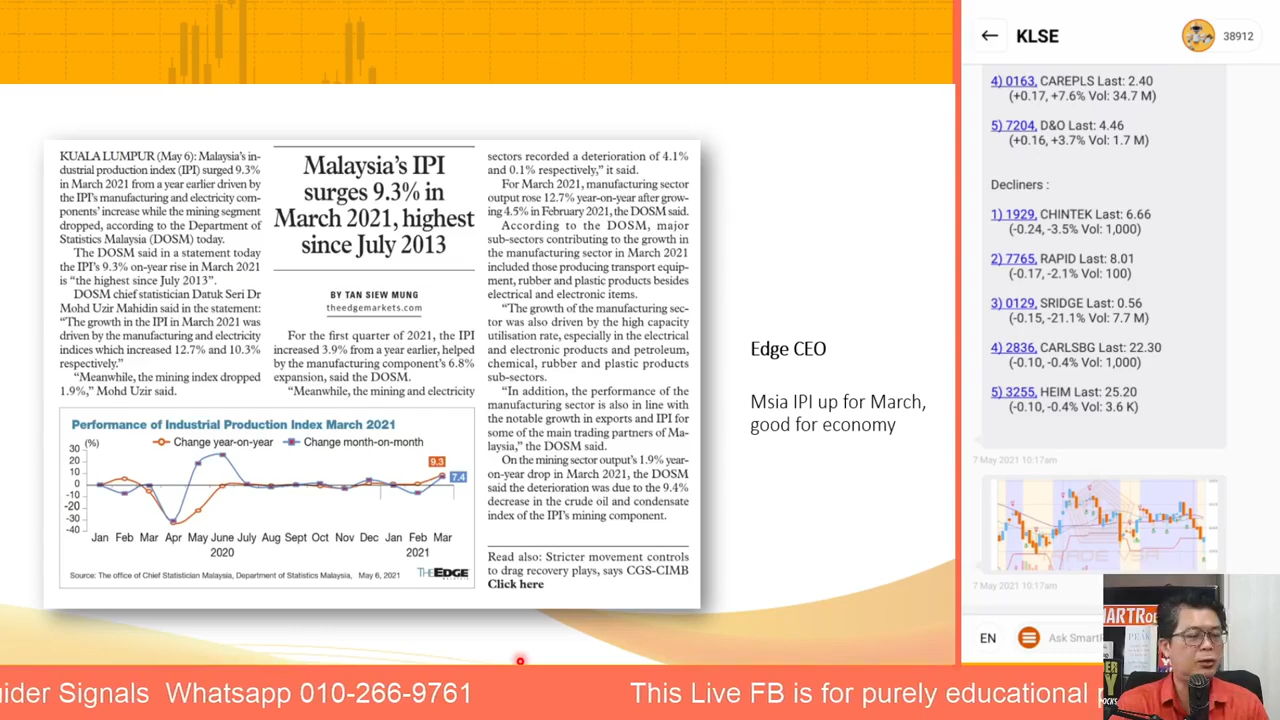 KUALA LUMPUR (May 6): Malaysia's in-
dustrial production index (IPI) surged 9.3%
in March 2021 from a year earlier driven by
the IPI's manufacturing and electricity com-
ponents' increase while the mining segment
dropped, according to the Department of
Statistics Malaysia (DOSM) today.
The DOSM said in a statement today
the IPI's 9.3% on-year rise in March 2021
is "the highest since July 2013".
DOSM chief statistician Datuk Seri Dr
Mohd Uzir Mahidin said in the statement:
"The growth in the IPI in March 2021 was
driven by the manufacturing and electricity
indices which increased 12.7% and 10.3%
respectively."
"Meanwhile, the mining index dropped
1.9%," Mohd Uzir said.
Malaysia's IPI
surges 9.3% in
March 2021, highest
since July 2013
BY TAN SIEW MUNG
theedgemarkets.com
For the first quarter of 2021, the IPI
increased 3.9% from a year earlier, helped
by the manufacturing component's 6.8%
expansion, said the DOSM.
"Meanwhile, the mining and electricity
sectors recorded a deterioration of 4.1%
and 0.1% respectively," it said.
For March 2021, manufacturing sector
output rose 12.7% year-on-year after grow-
ing 4.5% in February 2021, the DOSM said.
According to the DOSM, major
sub-sectors contributing to the growth in
the manufacturing sector in March 2021
included those producing transport equip-
ment, rubber and plastic products besides
electrical and electronic items.
"The growth of the manufacturing sec-
tor was also driven by the high capacity
utilisation rate, especially in the electrical
and electronic products and petroleum,
chemical, rubber and plastic products
sub-sectors.
"In addition, the performance of the
manufacturing sector is also in line with
the notable growth in exports and IPI for
some of the main trading partners of Ma-
laysia," the DOSM said.
On the mining sector output's 1.9% year-
on-year drop in March 2021, the DOSM
said the deterioration was due to the 9.4%
decrease in the crude oil and condensate
index of the IPI's mining component.
Read also: Stricter movement controls
to drag recovery plays, says CGS-CIMB
Click here
Performance of Industrial Production Index March 2021
(%) Change year-on-year Change month-on-month
30
20
10
0
-10
-20
-30
-40
9.3
7.4
Jan Feb Mar Apr May June July Aug Sept Oct Nov Dec Jan Feb Mar
2020 2021
Source: The office of Chief Statistician Malaysia, Department of Statistics Malaysia, May 6, 2021
THE EDGE
Edge CEO
Msia IPI up for March,
good for economy
KLSE
38912
4) 0163, CAREPLS Last: 2.40
(+0.17, +7.6% Vol: 34.7 M)
5) 7204, D&O Last: 4.46
(+0.16, +3.7% Vol: 1.7 M)
Decliners :
1) 1929, CHINTEK Last: 6.66
(-0.24, -3.5% Vol: 1,000)
2) 7765, RAPID Last: 8.01
(-0.17, -2.1% Vol: 100)
3) 0129, SRIDGE Last: 0.56
(-0.15, -21.1% Vol: 7.7 M)
4) 2836, CARLSBG Last: 22.30
(-0.10, -0.4% Vol: 1,000)
5) 3255, HEIM Last: 25.20
(-0.10, -0.4% Vol: 3.6 K)
7 May 2021 10:17am
7 May 2021 10:17am
EN
Ask
uider Signals Whatsapp 010-266-9761
This Live FB is for purely educational